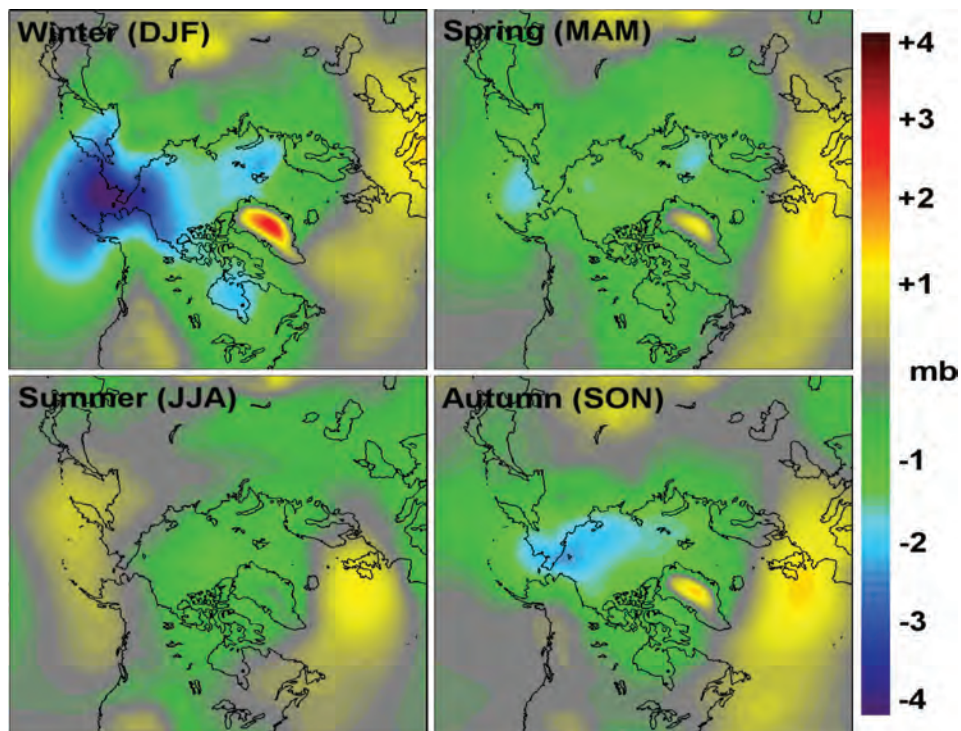 Winter (DJF)
Spring (MAM)
Summer (JJA)
Autumn (SON)
+4
+3
+2
+1
mb
-1
-2
-3
-4